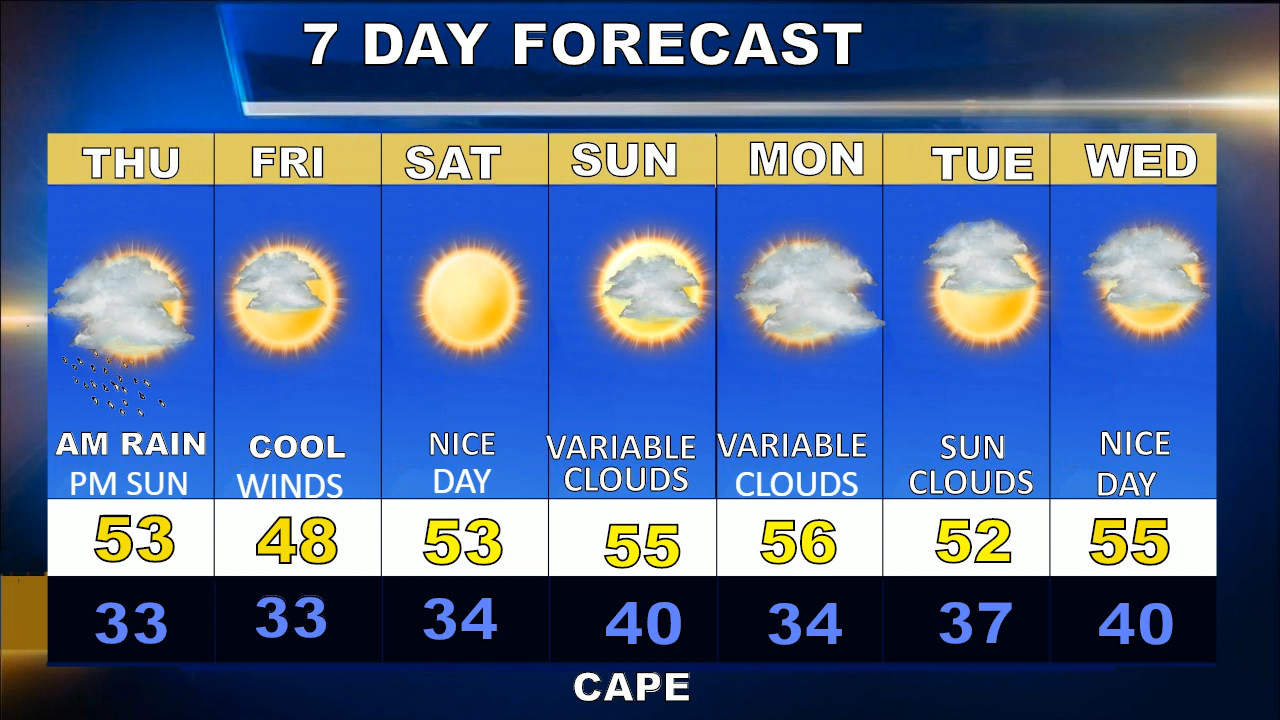 7 DAY FORECAST
THU FRI SAT SUN MON TUE WED
AM RAIN COOL NICE VARIABLE VARIABLE SUN NICE
PM SUN WINDS DAY CLOUDS CLOUDS CLOUDS DAY
53 48 53 55 56 52 55
33 33 34 40 34 37 40
CAPE